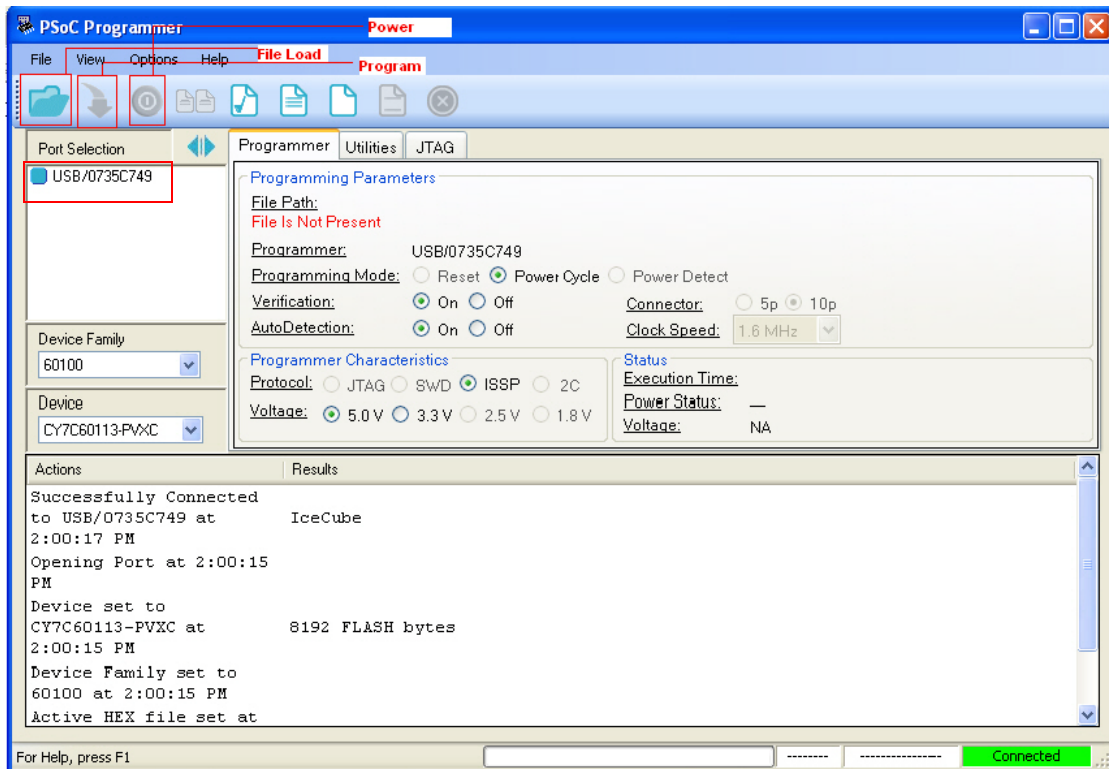 PSoC Programmer
Power
File View Options Help
File Load
Program
Port Selection
USB/0735C749
Programmer Utilities JTAG
Programming Parameters
File Path:
File Is Not Present
Programmer: USB/0735C749
Programming Mode: Reset Power Cycle Power Detect
Verification: On Off Connector: 5p 10p
AutoDetection: On Off Clock Speed: 1.6 MHz
Device Family
60100
Device
CY7C60113-PVXC
Programmer Characteristics
Protocol: JTAG SWD ISSP 2C
Voltage: 5.0 V 3.3 V 2.5 V 1.8 V
Status
Execution Time:
Power Status: —
Voltage: NA
Actions Results
Successfully Connected
to USB/0735C749 at IceCube
2:00:17 PM
Opening Port at 2:00:15
PM
Device set to
CY7C60113-PVXC at 8192 FLASH bytes
2:00:15 PM
Device Family set to
60100 at 2:00:15 PM
Active HEX file set at
For Help, press F1 -------- ---------------- Connected